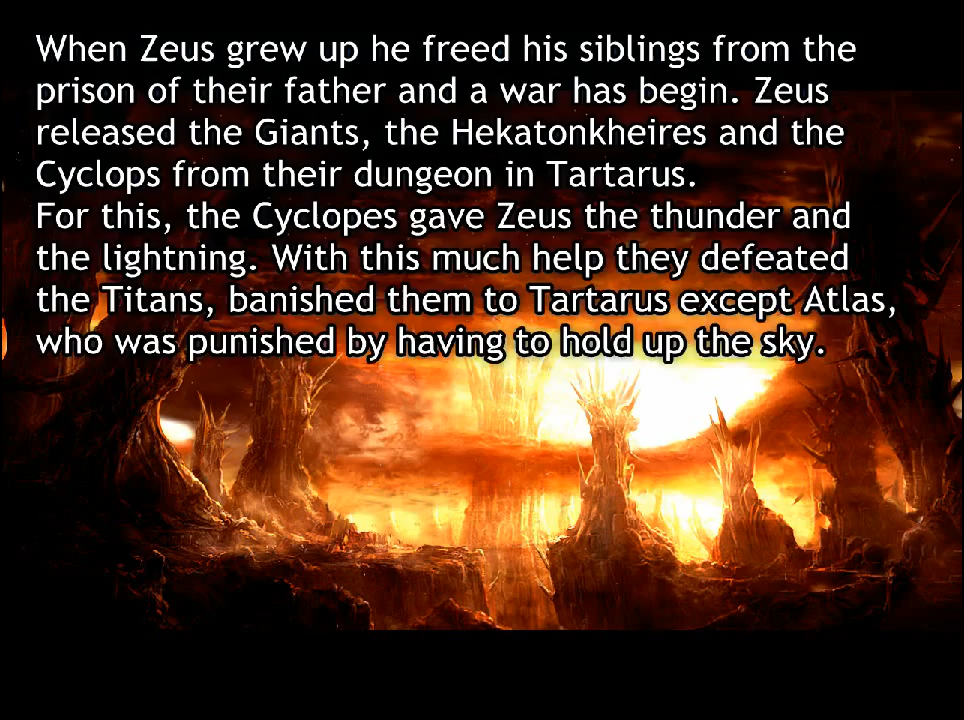 When Zeus grew up he freed his siblings from the
prison of their father and a war has begin. Zeus
released the Giants, the Hekatonkheires and the
Cyclops from their dungeon in Tartarus.
For this, the Cyclopes gave Zeus the thunder and
the lightning. With this much help they defeated
the Titans, banished them to Tartarus except Atlas,
who was punished by having to hold up the sky.